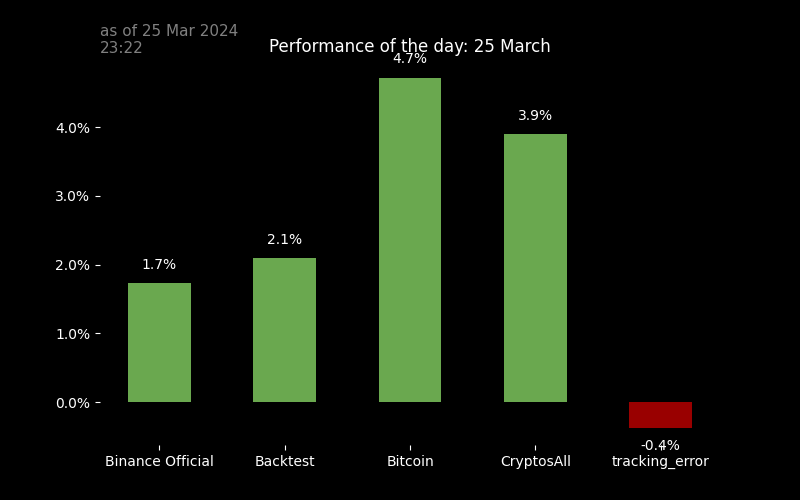 as of 25 Mar 2024
23:22
Performance of the day: 25 March
4.7%
4.0%
3.9%
3.0%
2.1%
2.0%
1.7%
1.0%
0.0%
-0.4%
Binance Official
Backtest
Bitcoin
CryptosAll
tracking_error